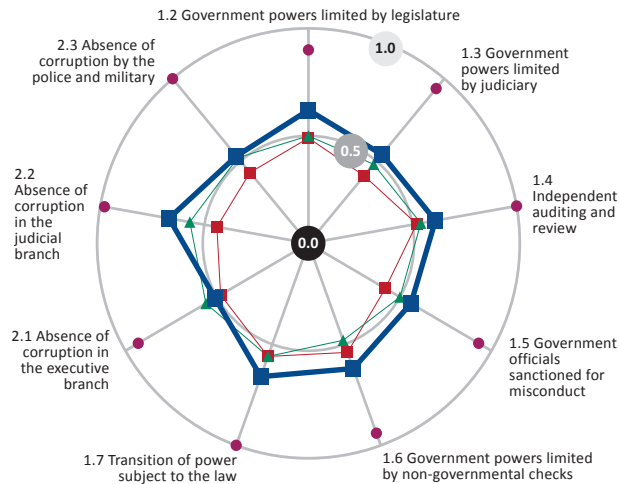 1.2 Government powers limited by legislature
1.0
1.3 Government
powers limited
by judiciary
0.5
1.4
Independent
auditing and
review
0.0
1.5 Government
officials
sanctioned for
misconduct
1.6 Government powers limited
by non-governmental checks
1.7 Transition of power
subject to the law
2.1 Absence of
corruption in
the executive
branch
2.2
Absence of
corruption
in the
judicial
branch
2.3 Absence of
corruption by the
police and military